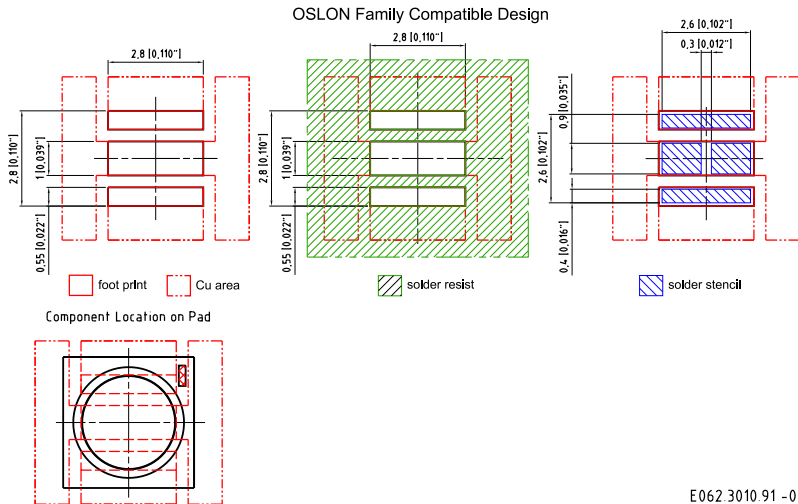 OSLON Family Compatible Design
2,8 [0,110"]
2,8 [0,110"]
1 [0,039"]
0,55 [0,022"]
2,8 [0,110"]
2,8 [0,110"]
1 [0,039"]
0,55 [0,022"]
2,6 [0,102"]
0,3 [0,012"]
0,9 [0,035"]
2,6 [0,102"]
0,4 [0,016"]
foot print
Cu area
solder resist
solder stencil
Component Location on Pad
E062.3010.91 -0